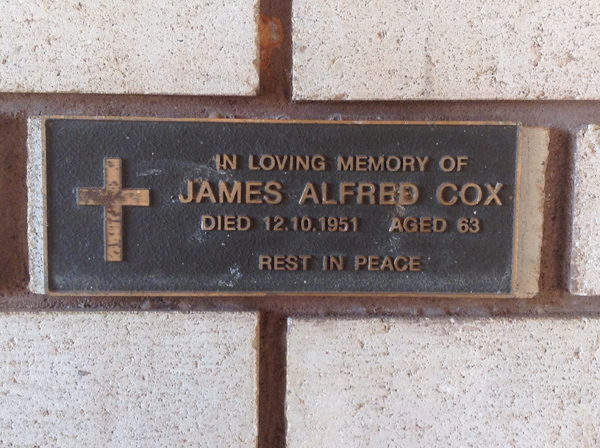 IN LOVING MEMORY OF
JAMES ALFRED COX
DIED 12.10.1951 AGED 63
REST IN PEACE